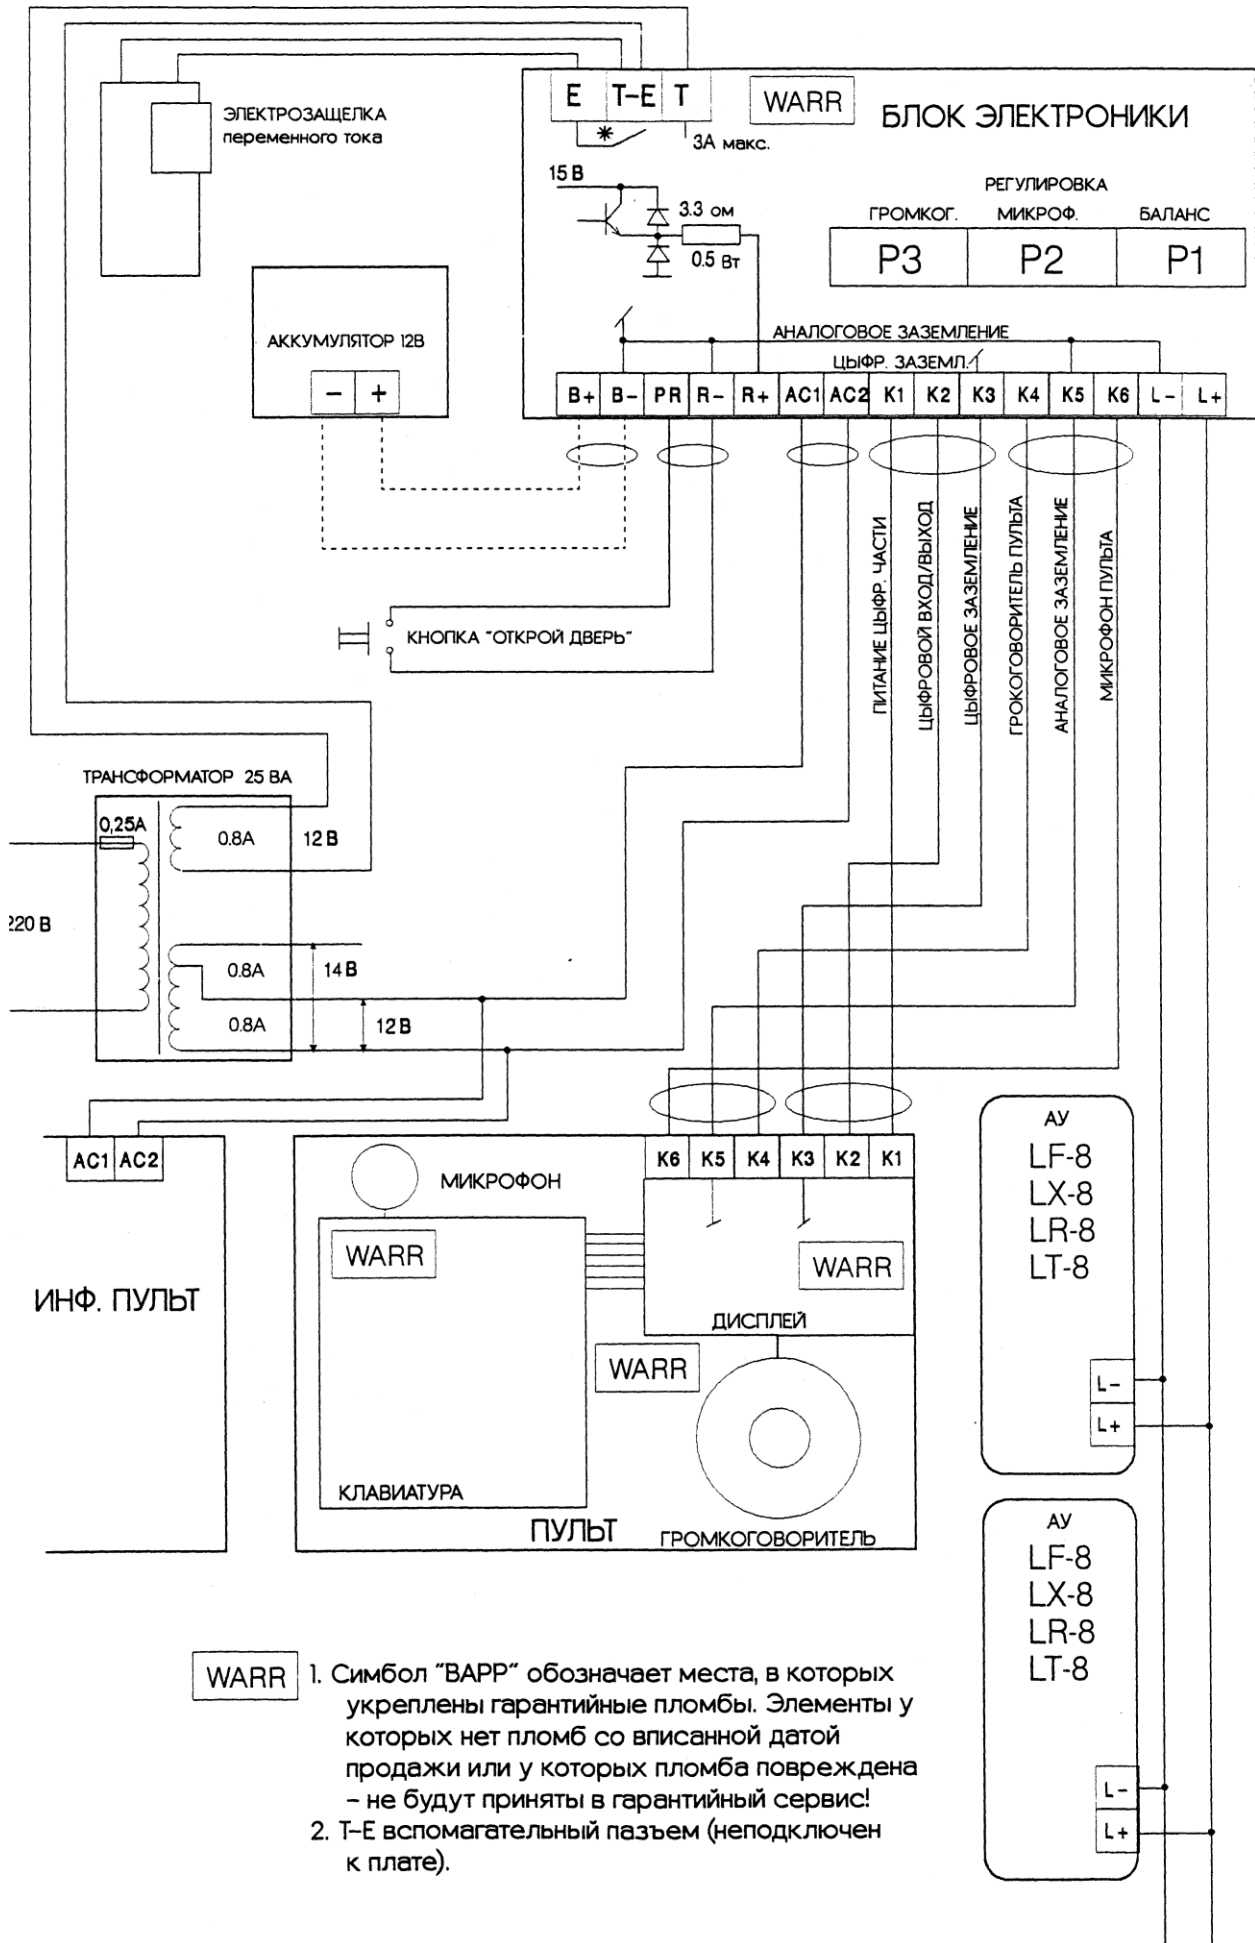 E T-E T
WARR
БЛОК ЭЛЕКТРОНИКИ
ЭЛЕКТРОЗАЩЕЛКА
переменного тока
*
3А макс.
15 В
3.3 ом
0.5 Вт
РЕГУЛИРОВКА
ГРОМКОГ. МИКРОФ. БАЛАНС
P3 P2 P1
АККУМУЛЯТОР 12В
- +
АНАЛОГОВОЕ ЗАЗЕМЛЕНИЕ
ЦЫФР. ЗАЗЕМЛ.
B+ B- PR R- R+ AC1 AC2 K1 K2 K3 K4 K5 K6 L- L+
ПИТАНИЕ ЦЫФР. ЧАСТИ
ЦЫФРОВОЙ ВХОД/ВЫХОД
ЦЫФРОВОЕ ЗАЗЕМЛЕНИЕ
ГРОКОГОВОРИТЕЛЬ ПУЛЬТА
АНАЛОГОВОЕ ЗАЗЕМЛЕНИЕ
МИКРОФОН ПУЛЬТА
КНОПКА "ОТКРОЙ ДВЕРЬ"
ТРАНСФОРМАТОР 25 ВА
0,25А
0.8А
12 В
220 В
0.8А
14 В
0.8А
12 В
AC1 AC2
ИНФ. ПУЛЬТ
K6 K5 K4 K3 K2 K1
МИКРОФОН
WARR
WARR
ДИСПЛЕЙ
WARR
КЛАВИАТУРА
ПУЛЬТ
ГРОМКОГОВОРИТЕЛЬ
АУ
LF-8
LX-8
LR-8
LT-8
L-
L+
АУ
LF-8
LX-8
LR-8
LT-8
L-
L+
WARR
1. Символ "ВАРР" обозначает места, в которых
укреплены гарантийные пломбы. Элементы у
которых нет пломб со вписанной датой
продажи или у которых пломба повреждена
- не будут приняты в гарантийный сервис!
2. Т-Е вспомагательный пазъем (неподключен
к плате).